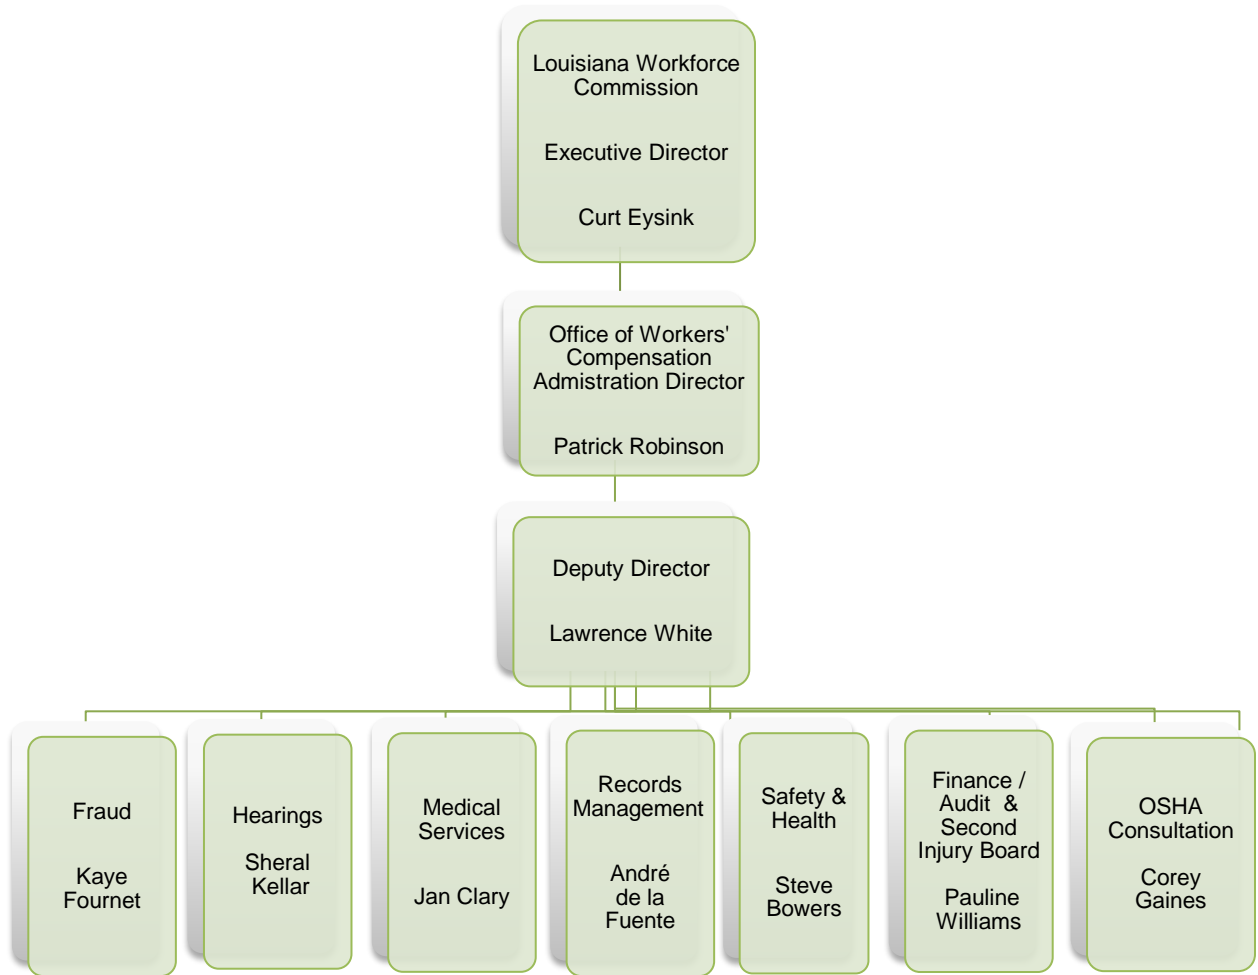 Louisiana Workforce
Commission
Executive Director
Curt Eysink
Office of Workers'
Compensation
Admistration Director
Patrick Robinson
Deputy Director
Lawrence White
Fraud
Kaye
Fournet
Hearings
Sheral
Kellar
Medical
Services
Jan Clary
Records
Management
André
de la
Fuente
Safety &
Health
Steve
Bowers
Finance /
Audit & 
Second
Injury Board
Pauline
Williams
OSHA
Consultation
Corey
Gaines